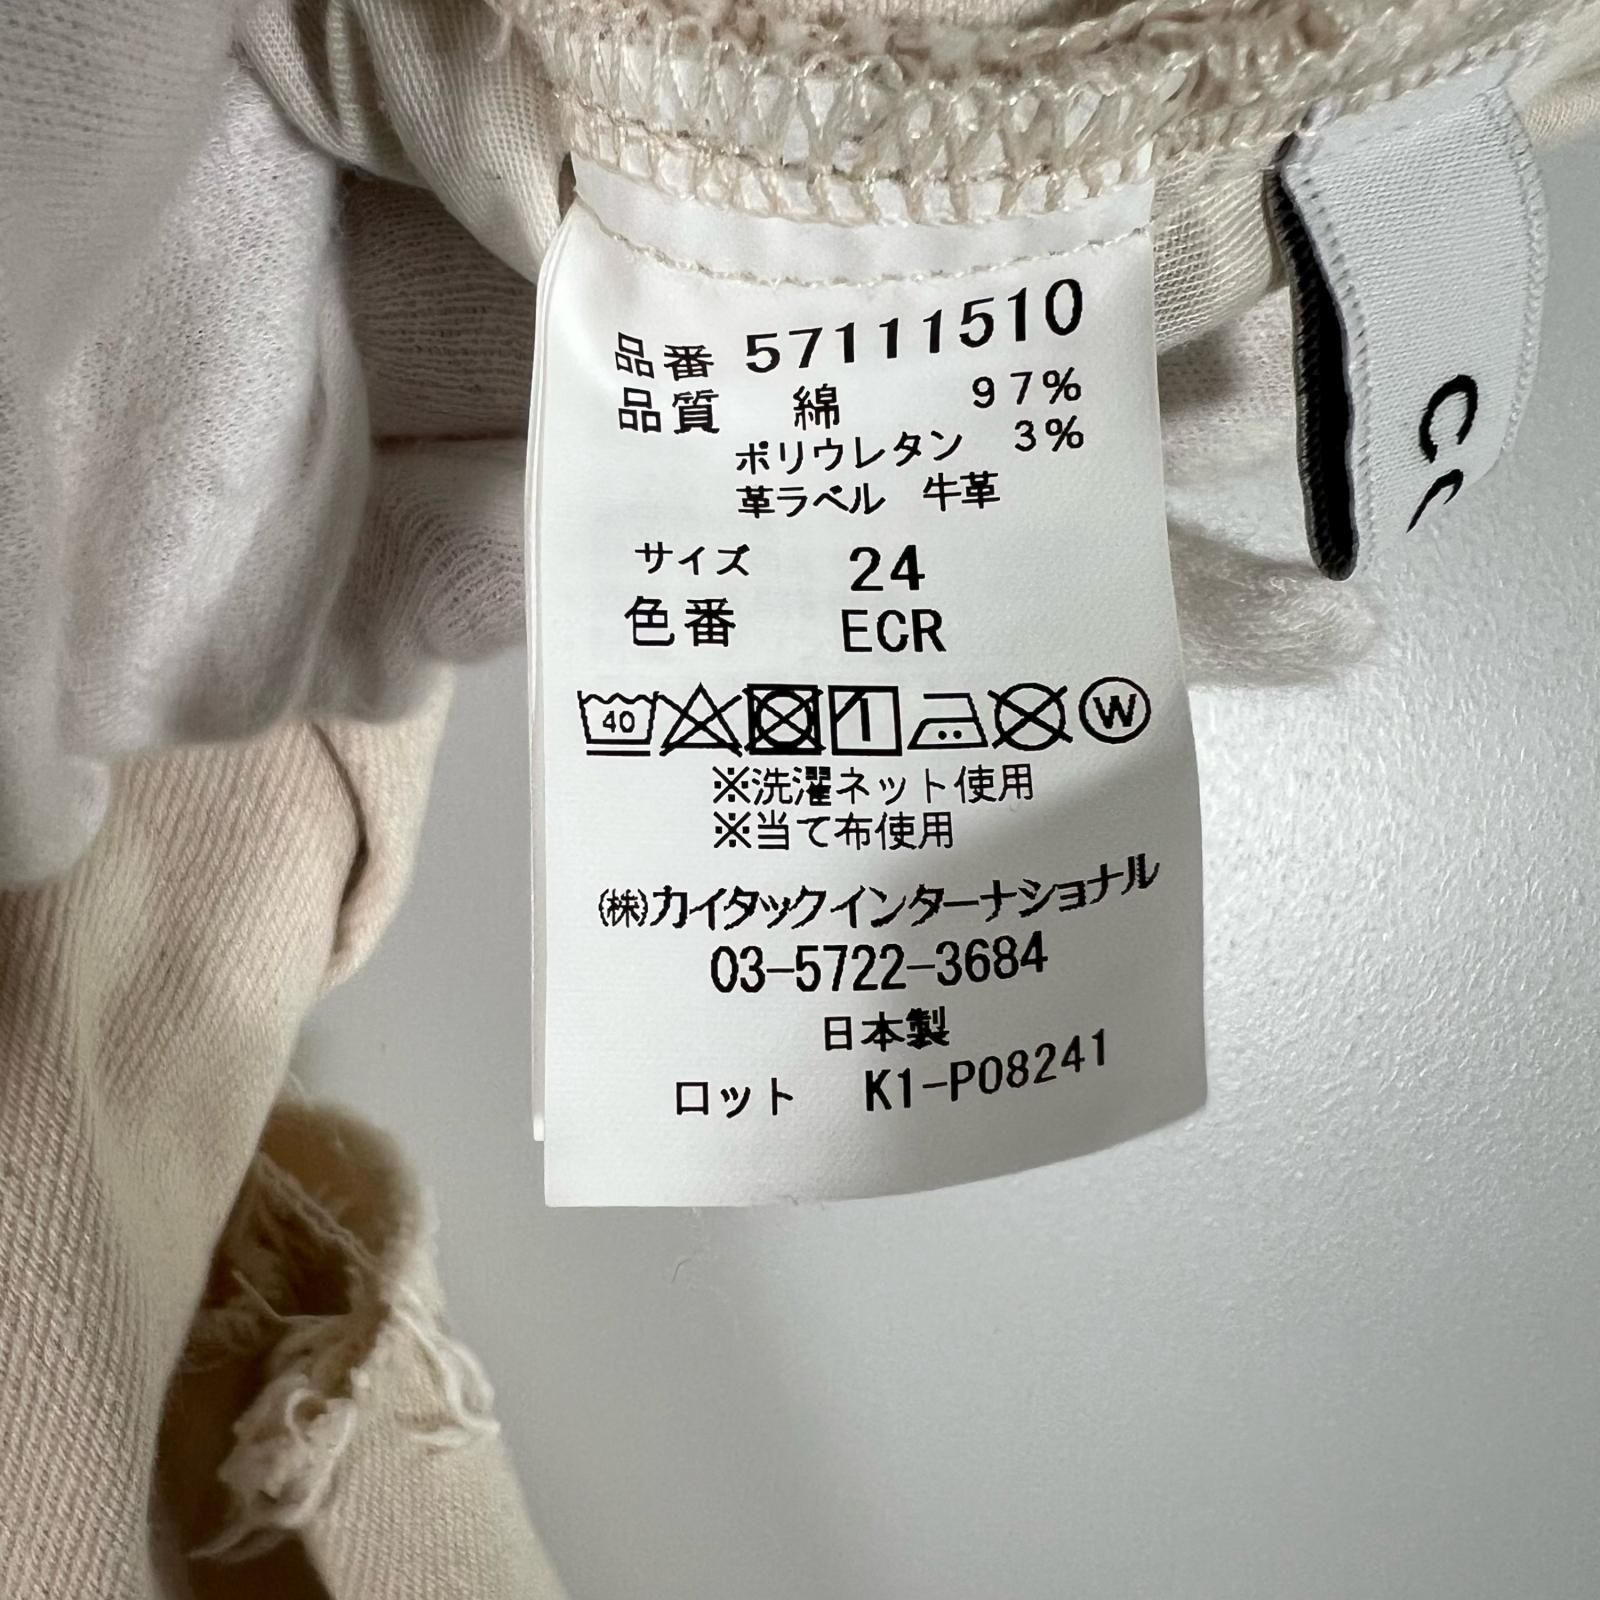 品番 57111510
品質 綿 97%
ポリウレタン 3%
革ラベル 牛革
サイズ 24
色番 ECR
40 W
※洗濯ネット使用
※当て布使用
㈱カイタックインターナショナル
03-5722-3684
日本製
ロット K1-P08241